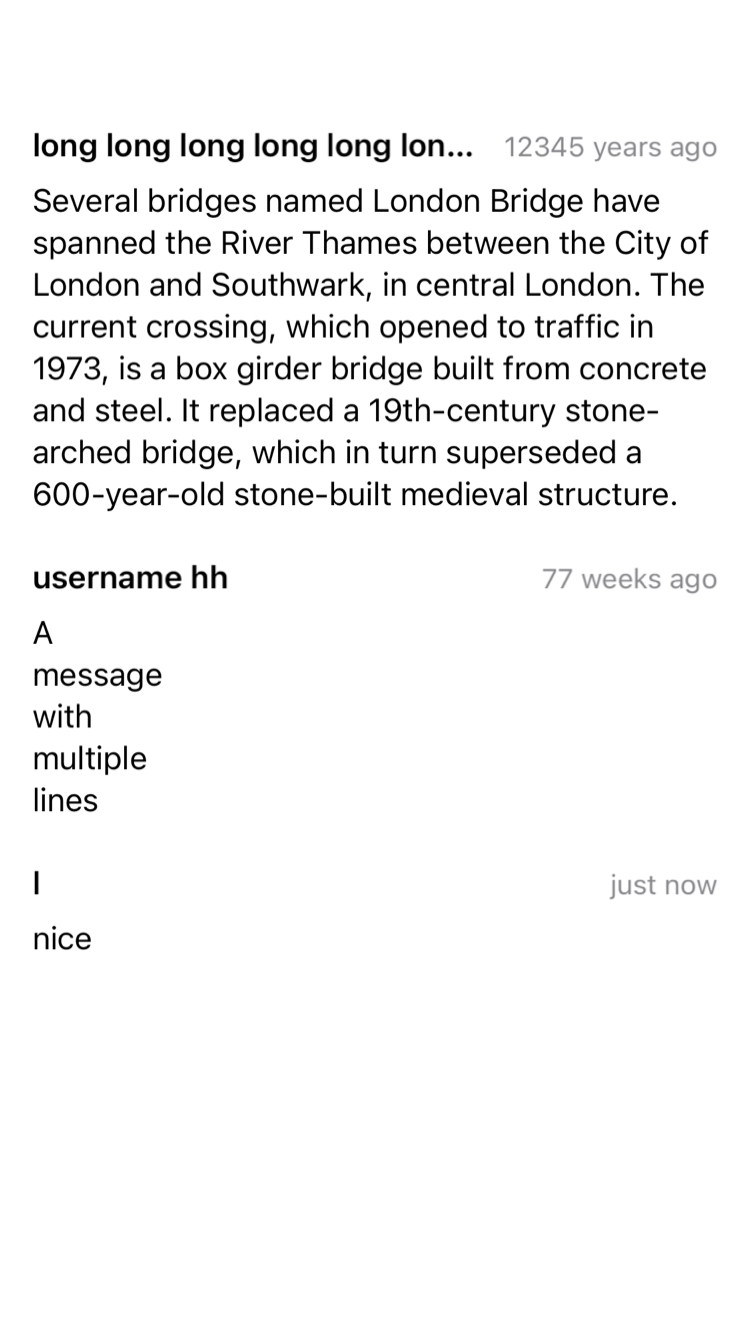 long long long long long lon... 12345 years ago
Several bridges named London Bridge have
spanned the River Thames between the City of
London and Southwark, in central London. The
current crossing, which opened to traffic in
1973, is a box girder bridge built from concrete
and steel. It replaced a 19th-century stone-
arched bridge, which in turn superseded a
600-year-old stone-built medieval structure.
username hh 77 weeks ago
A
message
with
multiple
lines
l just now
nice